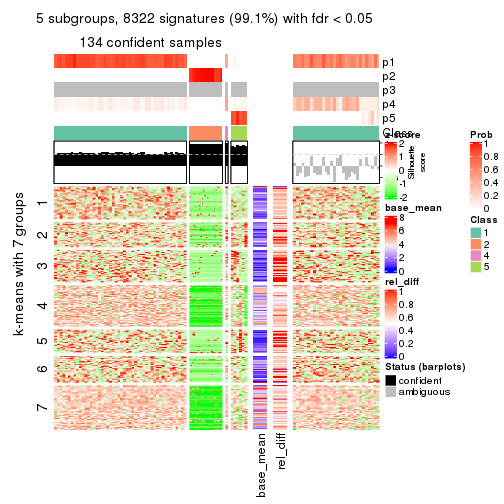 5 subgroups, 8322 signatures (99.1%) with fdr < 0.05
134 confident samples
p1
p2
p3
p4
p5
Class
Silhouette
score
k-means with 7 groups
1
2
3
4
5
6
7
base_mean
rel_diff
z-score
2
1
0
-1
-2
base_mean
8
6
4
2
0
rel_diff
1
0.8
0.6
0.4
0.2
0
Status (barplots)
confident
ambiguous
Prob
1
0.8
0.6
0.4
0.2
0
Class
1
2
4
5